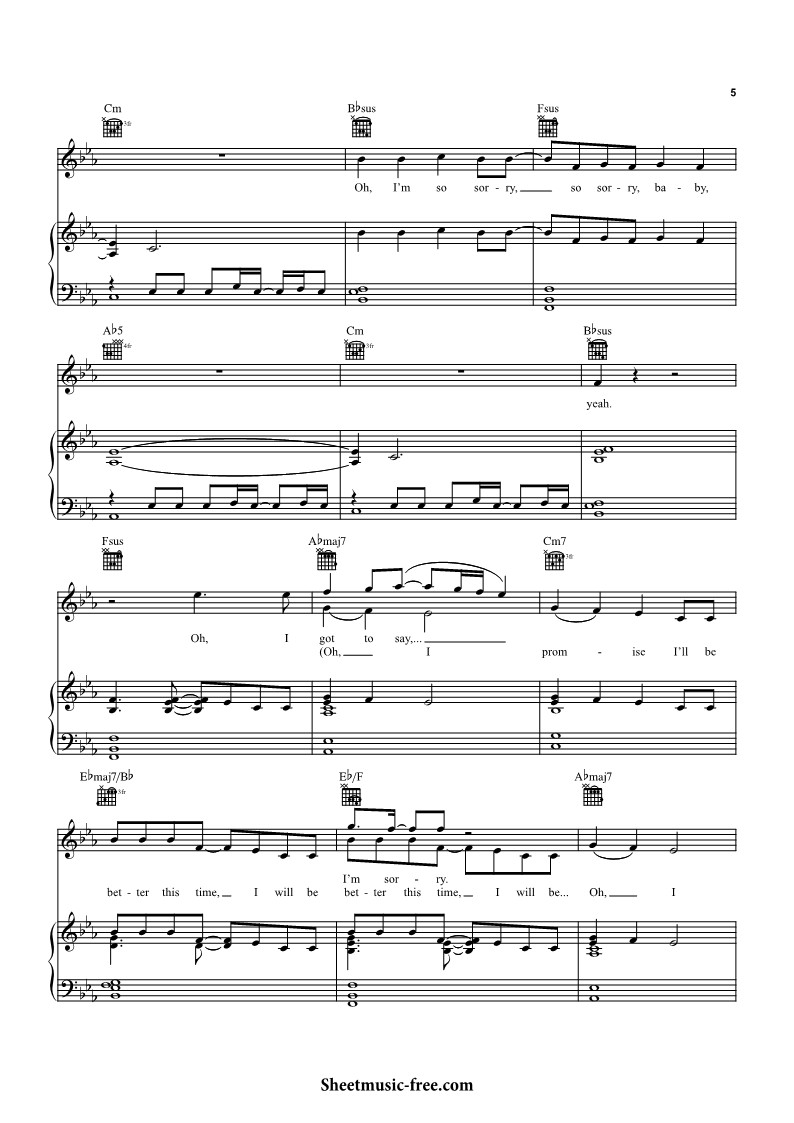 5
Cm B♭sus Fsus
3fr
Oh, I'm so sor - ry, so sor - ry, ba - by,
A♭5 Cm B♭sus
4fr 3fr
yeah.
Fsus A♭maj7 Cm7
3fr
Oh, I got to say,...
(Oh, I prom - ise I'll be
E♭maj7/B♭ E♭/F A♭maj7
3fr
I'm sor - ry.
bet - ter this time, I will be bet - ter this time, I will be... Oh, I
Sheetmusic-free.com